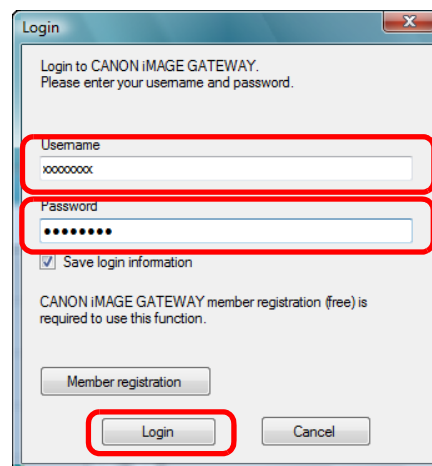 Login
X
Login to CANON iMAGE GATEWAY.
Please enter your username and password.
Username
xxxxxxxx
Password
●●●●●●●●
Save login information
CANON iMAGE GATEWAY member registration (free) is
required to use this function.
Member registration
Login Cancel